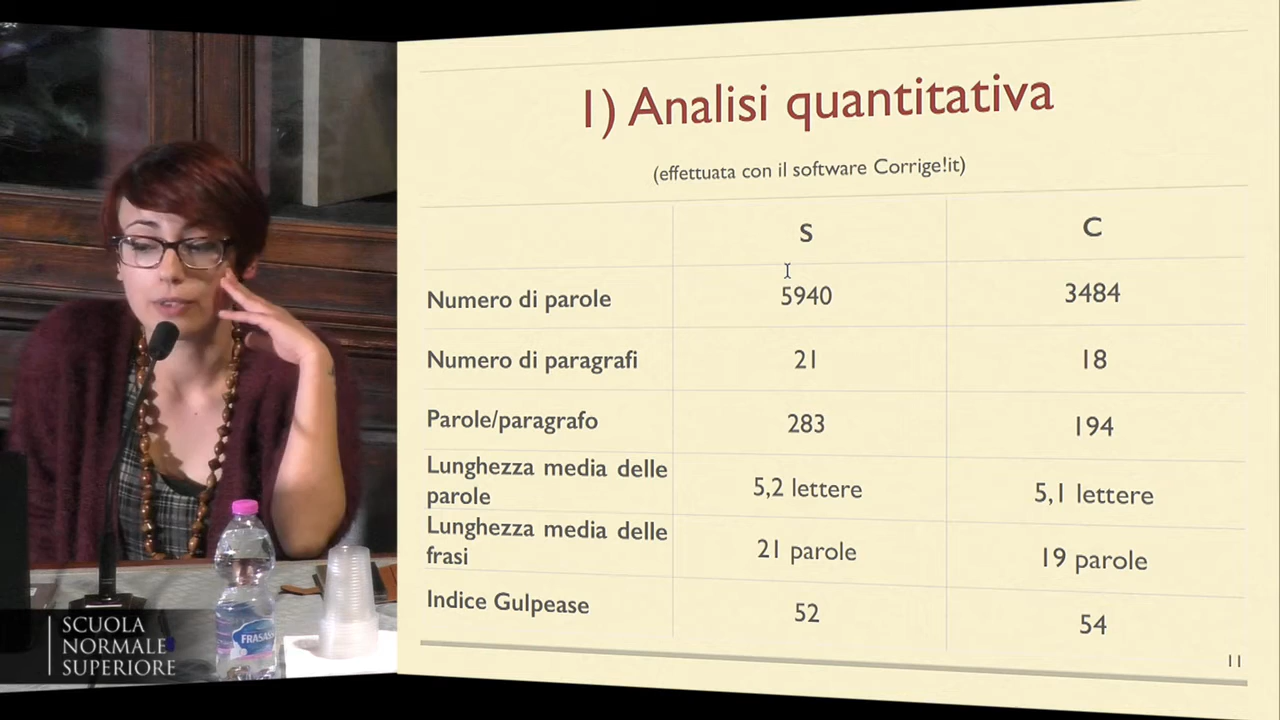 1) Analisi quantitativa
(effettuata con il software Corrige!it)
S
C
Numero di parole
5940
3484
Numero di paragrafi
21
18
Parole/paragrafo
283
194
Lunghezza media delle
parole
5,2 lettere
5,1 lettere
Lunghezza media delle
frasi
21 parole
19 parole
Indice Gulpease
52
54
11
SCUOLA
NORMALE
SUPERIORE